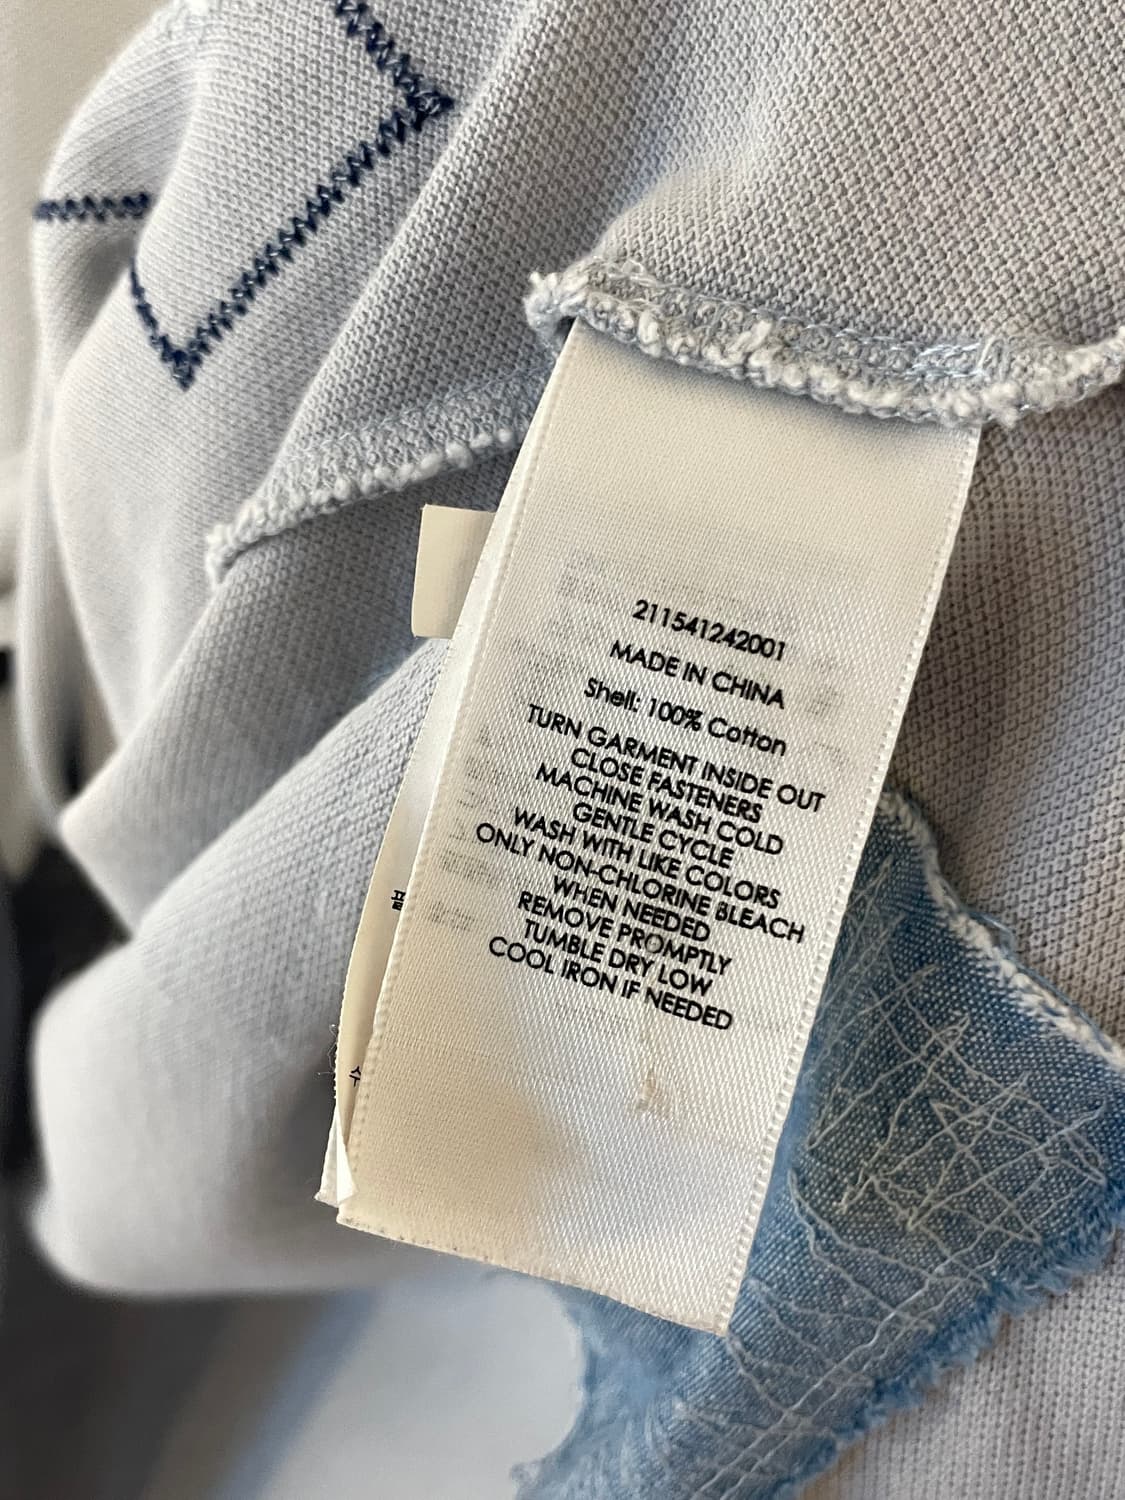 211541242001
MADE IN CHINA
Shell: 100% Cotton
TURN GARMENT INSIDE OUT
CLOSE FASTENERS
MACHINE WASH COLD
GENTLE CYCLE
WASH WITH LIKE COLORS
ONLY NON-CHLORINE BLEACH
WHEN NEEDED
REMOVE PROMPTLY
TUMBLE DRY LOW
COOL IRON IF NEEDED
수